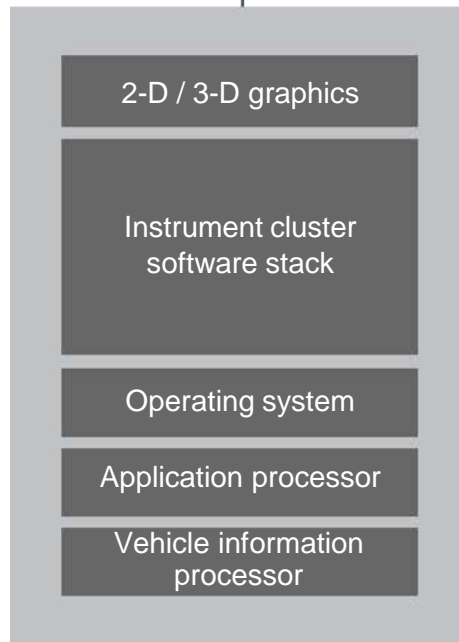 2-D / 3-D graphics
Instrument cluster
software stack
Operating system
Application processor
Vehicle information
processor